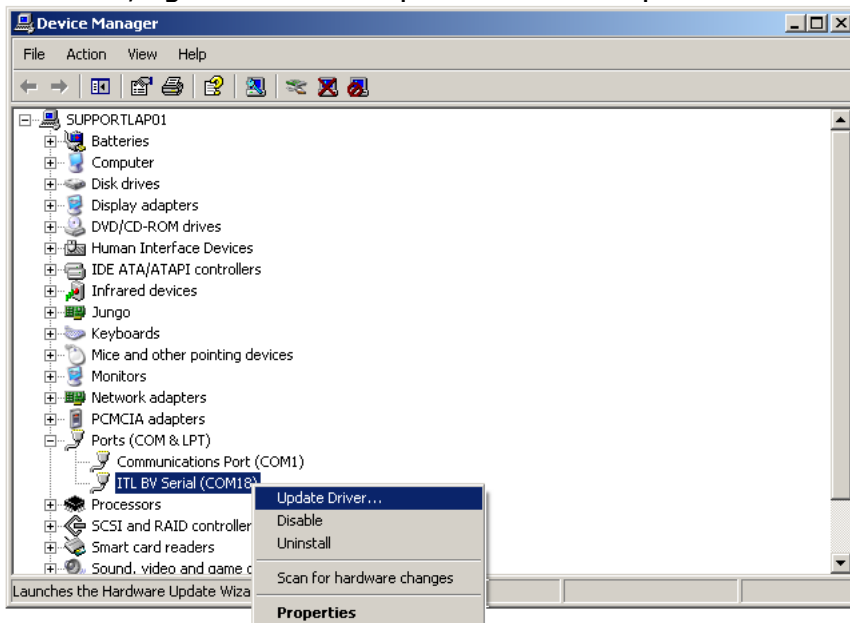 Device Manager
File Action View Help
SUPPORTLAP01
Batteries
Computer
Disk drives
Display adapters
DVD/CD-ROM drives
Human Interface Devices
IDE ATA/ATAPI controllers
Infrared devices
Jungo
Keyboards
Mice and other pointing devices
Monitors
Network adapters
PCMCIA adapters
Ports (COM & LPT)
Communications Port (COM1)
ITL BV Serial (COM18)
Update Driver...
Processors
Disable
SCSI and RAID controller
Uninstall
Smart card readers
Sound, video and game
Scan for hardware changes
Launches the Hardware Update Wiza
Properties